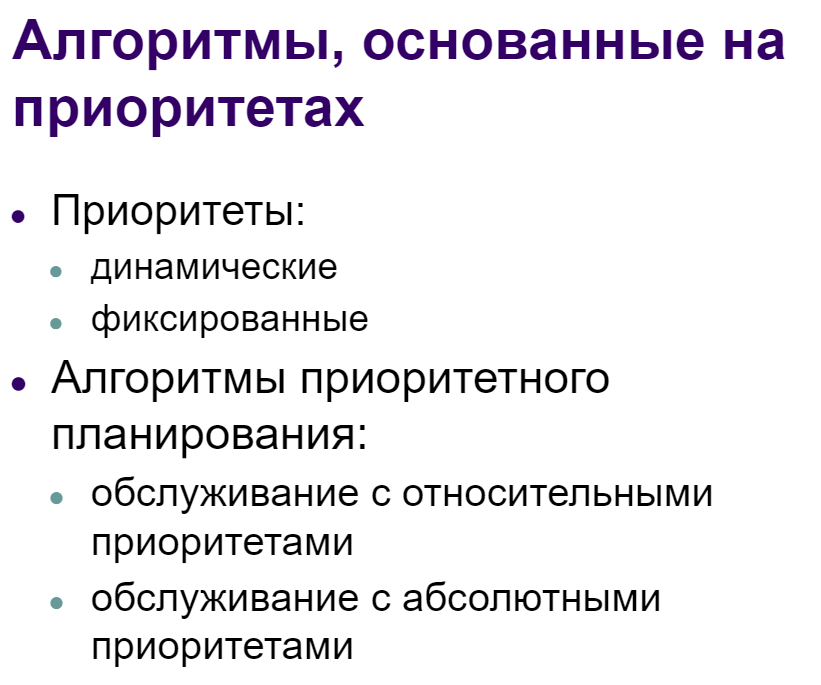 Алгоритмы, основанные на
приоритетах
• Приоритеты:
• динамические
• фиксированные
• Алгоритмы приоритетного
планирования:
• обслуживание с относительными
приоритетами
• обслуживание с абсолютными
приоритетами